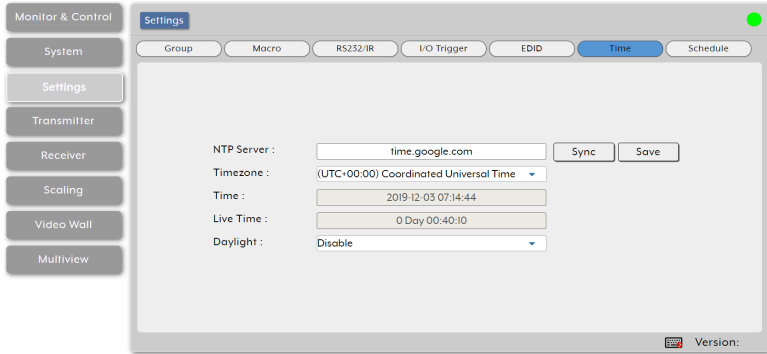 Monitor & Control
System
Settings
Transmitter
Receiver
Scaling
Video Wall
Multiview
Settings
Group Macro RS232/IR I/O Trigger EDID Time Schedule
NTP Server : time.google.com Sync Save
Timezone : (UTC+00:00) Coordinated Universal Time
Time : 2019-12-03 07:14:44
Live Time : 0 Day 00:40:10
Daylight : Disable
Version: